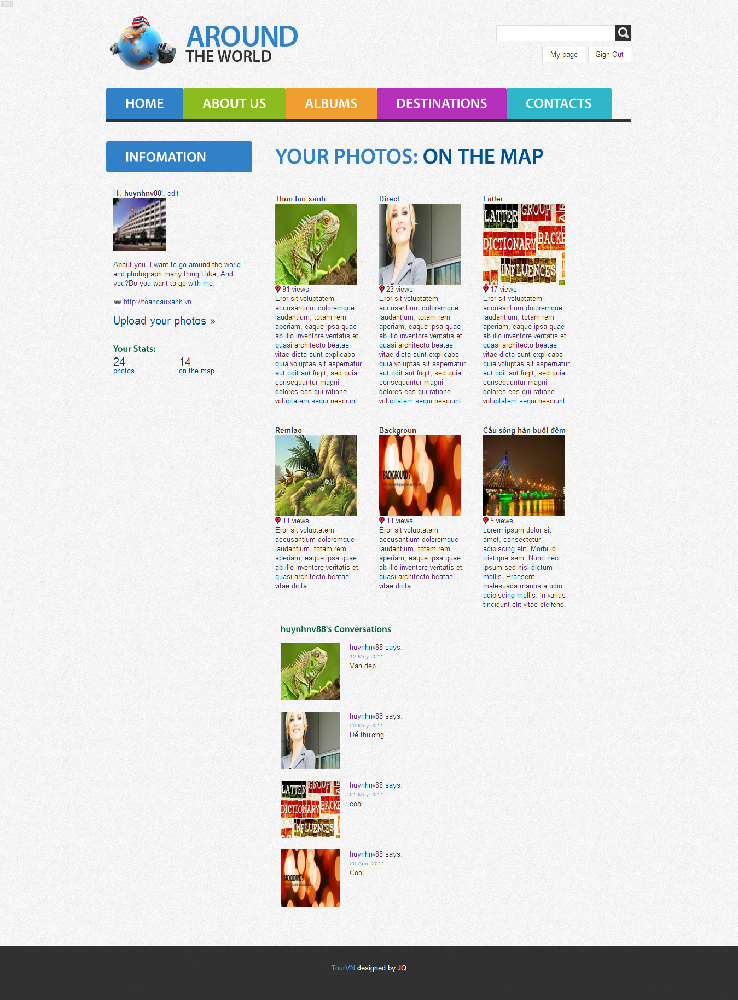 AROUND
THE WORLD
My page
Sign Out
HOME
ABOUT US
ALBUMS
DESTINATIONS
CONTACTS
INFOMATION
YOUR PHOTOS: ON THE MAP
Hi, huynhnv88!, edit
About you. I want to go around the world
and photograph many thing I like, And
you?Do you want to go with me.
http://toancauxanh.vn
Upload your photos »
Your Stats:
24
photos
14
on the map
Than lan xanh
91 views
Eror sit voluptatem
accusantium doloremque
laudantium, totam rem
aperiam, eaque ipsa quae
ab illo inventore veritatis et
quasi architecto beatae
vitae dicta sunt explicabo
quia voluptas sit aspernatur
aut odit aut fugit, sed quia
consequuntur magni
dolores eos qui ratione
voluptatem sequi nesciunt.
Direct
23 views
Eror sit voluptatem
accusantium doloremque
laudantium, totam rem
aperiam, eaque ipsa quae
ab illo inventore veritatis et
quasi architecto beatae
vitae dicta sunt explicabo
quia voluptas sit aspernatur
aut odit aut fugit, sed quia
consequuntur magni
dolores eos qui ratione
voluptatem sequi nesciunt.
Latter
LATTER
GROUP
DICTIONARY
BACKE
INFLUENCES
17 views
Eror sit voluptatem
accusantium doloremque
laudantium, totam rem
aperiam, eaque ipsa quae
ab illo inventore veritatis et
quasi architecto beatae
vitae dicta sunt explicabo
quia voluptas sit aspernatur
aut odit aut fugit, sed quia
consequuntur magni
dolores eos qui ratione
voluptatem sequi nesciunt.
Remiao
11 views
Eror sit voluptatem
accusantium doloremque
laudantium, totam rem
aperiam, eaque ipsa quae
ab illo inventore veritatis et
quasi architecto beatae
vitae dicta
Backgroun
BACKGROUND 9
11 views
Eror sit voluptatem
accusantium doloremque
laudantium, totam rem
aperiam, eaque ipsa quae
ab illo inventore veritatis et
quasi architecto beatae
vitae dicta
Cầu sông hàn buổi đêm
5 views
Lorem ipsum dolor sit
amet, consectetur
adipiscing elit. Morbi id
tristique sem. Nunc nec
ipsum sed nisi dictum
mollis. Praesent
malesuada mauris a odio
adipiscing mollis. In varius
tincidunt elit vitae eleifend.
huynhnv88's Conversations
huynhnv88 says:
12 May 2011
Van dep
huynhnv88 says:
22 May 2011
Dễ thương.
LATTER
GROUP
DICTIONARY
BACKE
INFLUENCES
huynhnv88 says:
01 May 2011
cool
BACKGROUND 9
huynhnv88 says:
26 April 2011
Cool
TourVN designed by JQ